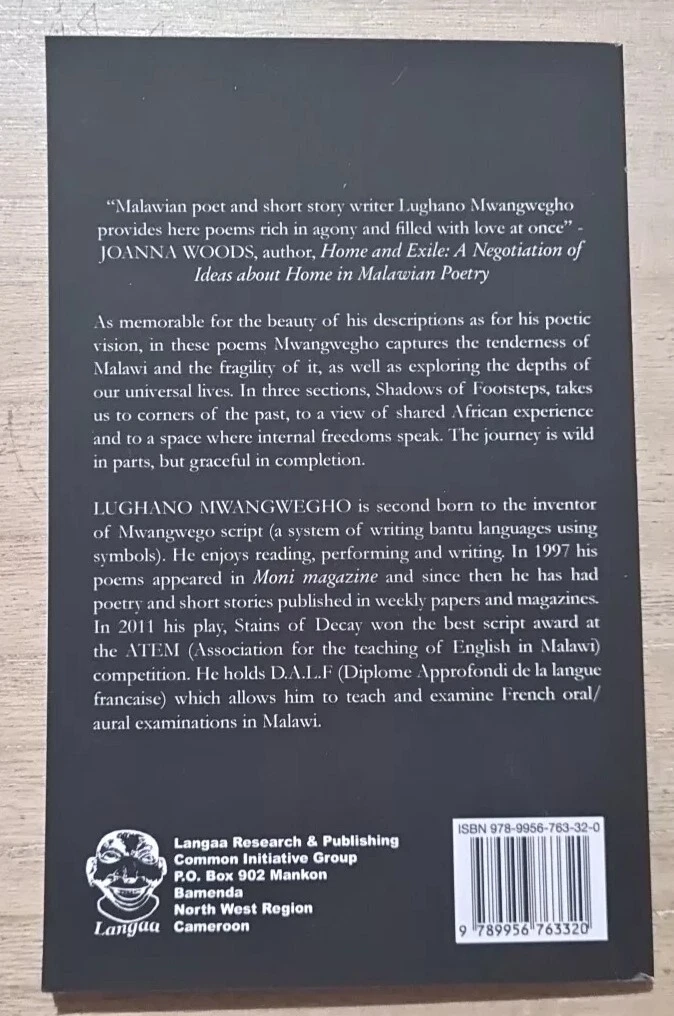 “Malawian poet and short story writer Lughano Mwangwegho
provides here poems rich in agony and filled with love at once” -
JOANNA WOODS, author, Home and Exile: A Negotiation of
Ideas about Home in Malawian Poetry
As memorable for the beauty of his descriptions as for his poetic
vision, in these poems Mwangwegho captures the tenderness of
Malawi and the fragility of it, as well as exploring the depths of
our universal lives. In three sections, Shadows of Footsteps, takes
us to corners of the past, to a view of shared African experience
and to a space where internal freedoms speak. The journey is wild
in parts, but graceful in completion.
LUGHANO MWANGWEGHO is second born to the inventor
of Mwangwego script (a system of writing bantu languages using
symbols). He enjoys reading, performing and writing. In 1997 his
poems appeared in Moni magazine and since then he has had
poetry and short stories published in weekly papers and magazines.
In 2011 his play, Stains of Decay won the best script award at
the ATEM (Association for the teaching of English in Malawi)
competition. He holds D.A.L.F (Diplome Approfondi de la langue
francaise) which allows him to teach and examine French oral/
aural examinations in Malawi.
Langaa Research & Publishing
Common Initiative Group
P.O. Box 902 Mankon
Bamenda
North West Region
Cameroon
Langaa
ISBN 978-9956-763-32-0
9 789956 763320